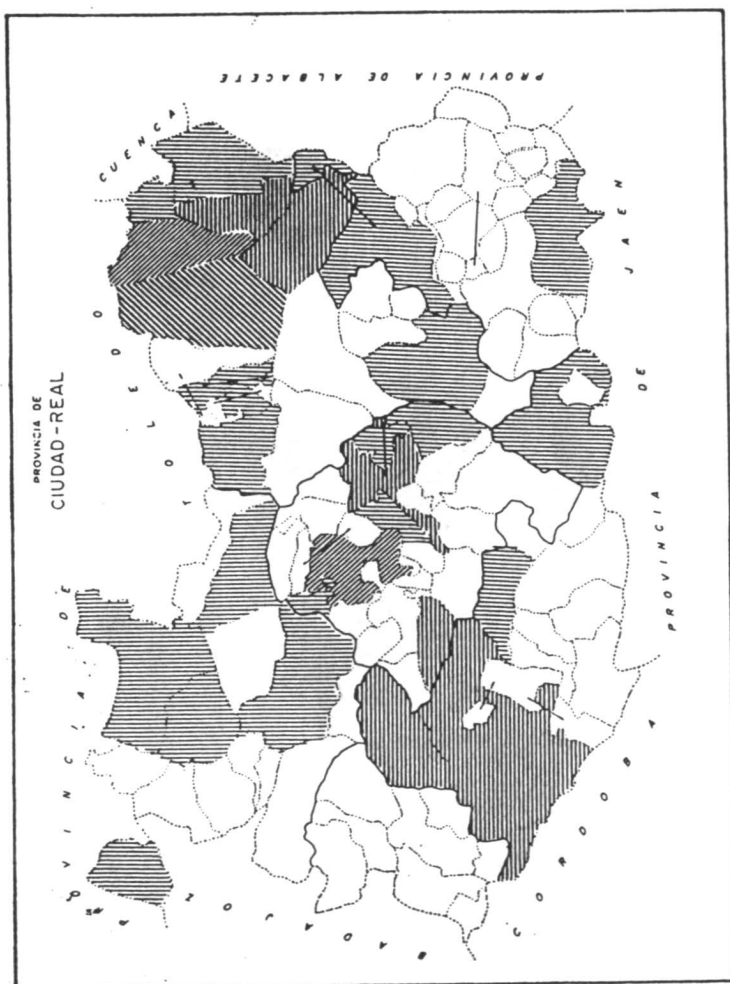 PROVINCIA DE
CIUDAD-REAL
PROVINCIA DE ALBACETE
CUENCA
JAEN
DE
PROVINCIA
CORDOBA
BADAJOZ
PROVINCIA DE
TOLEDO